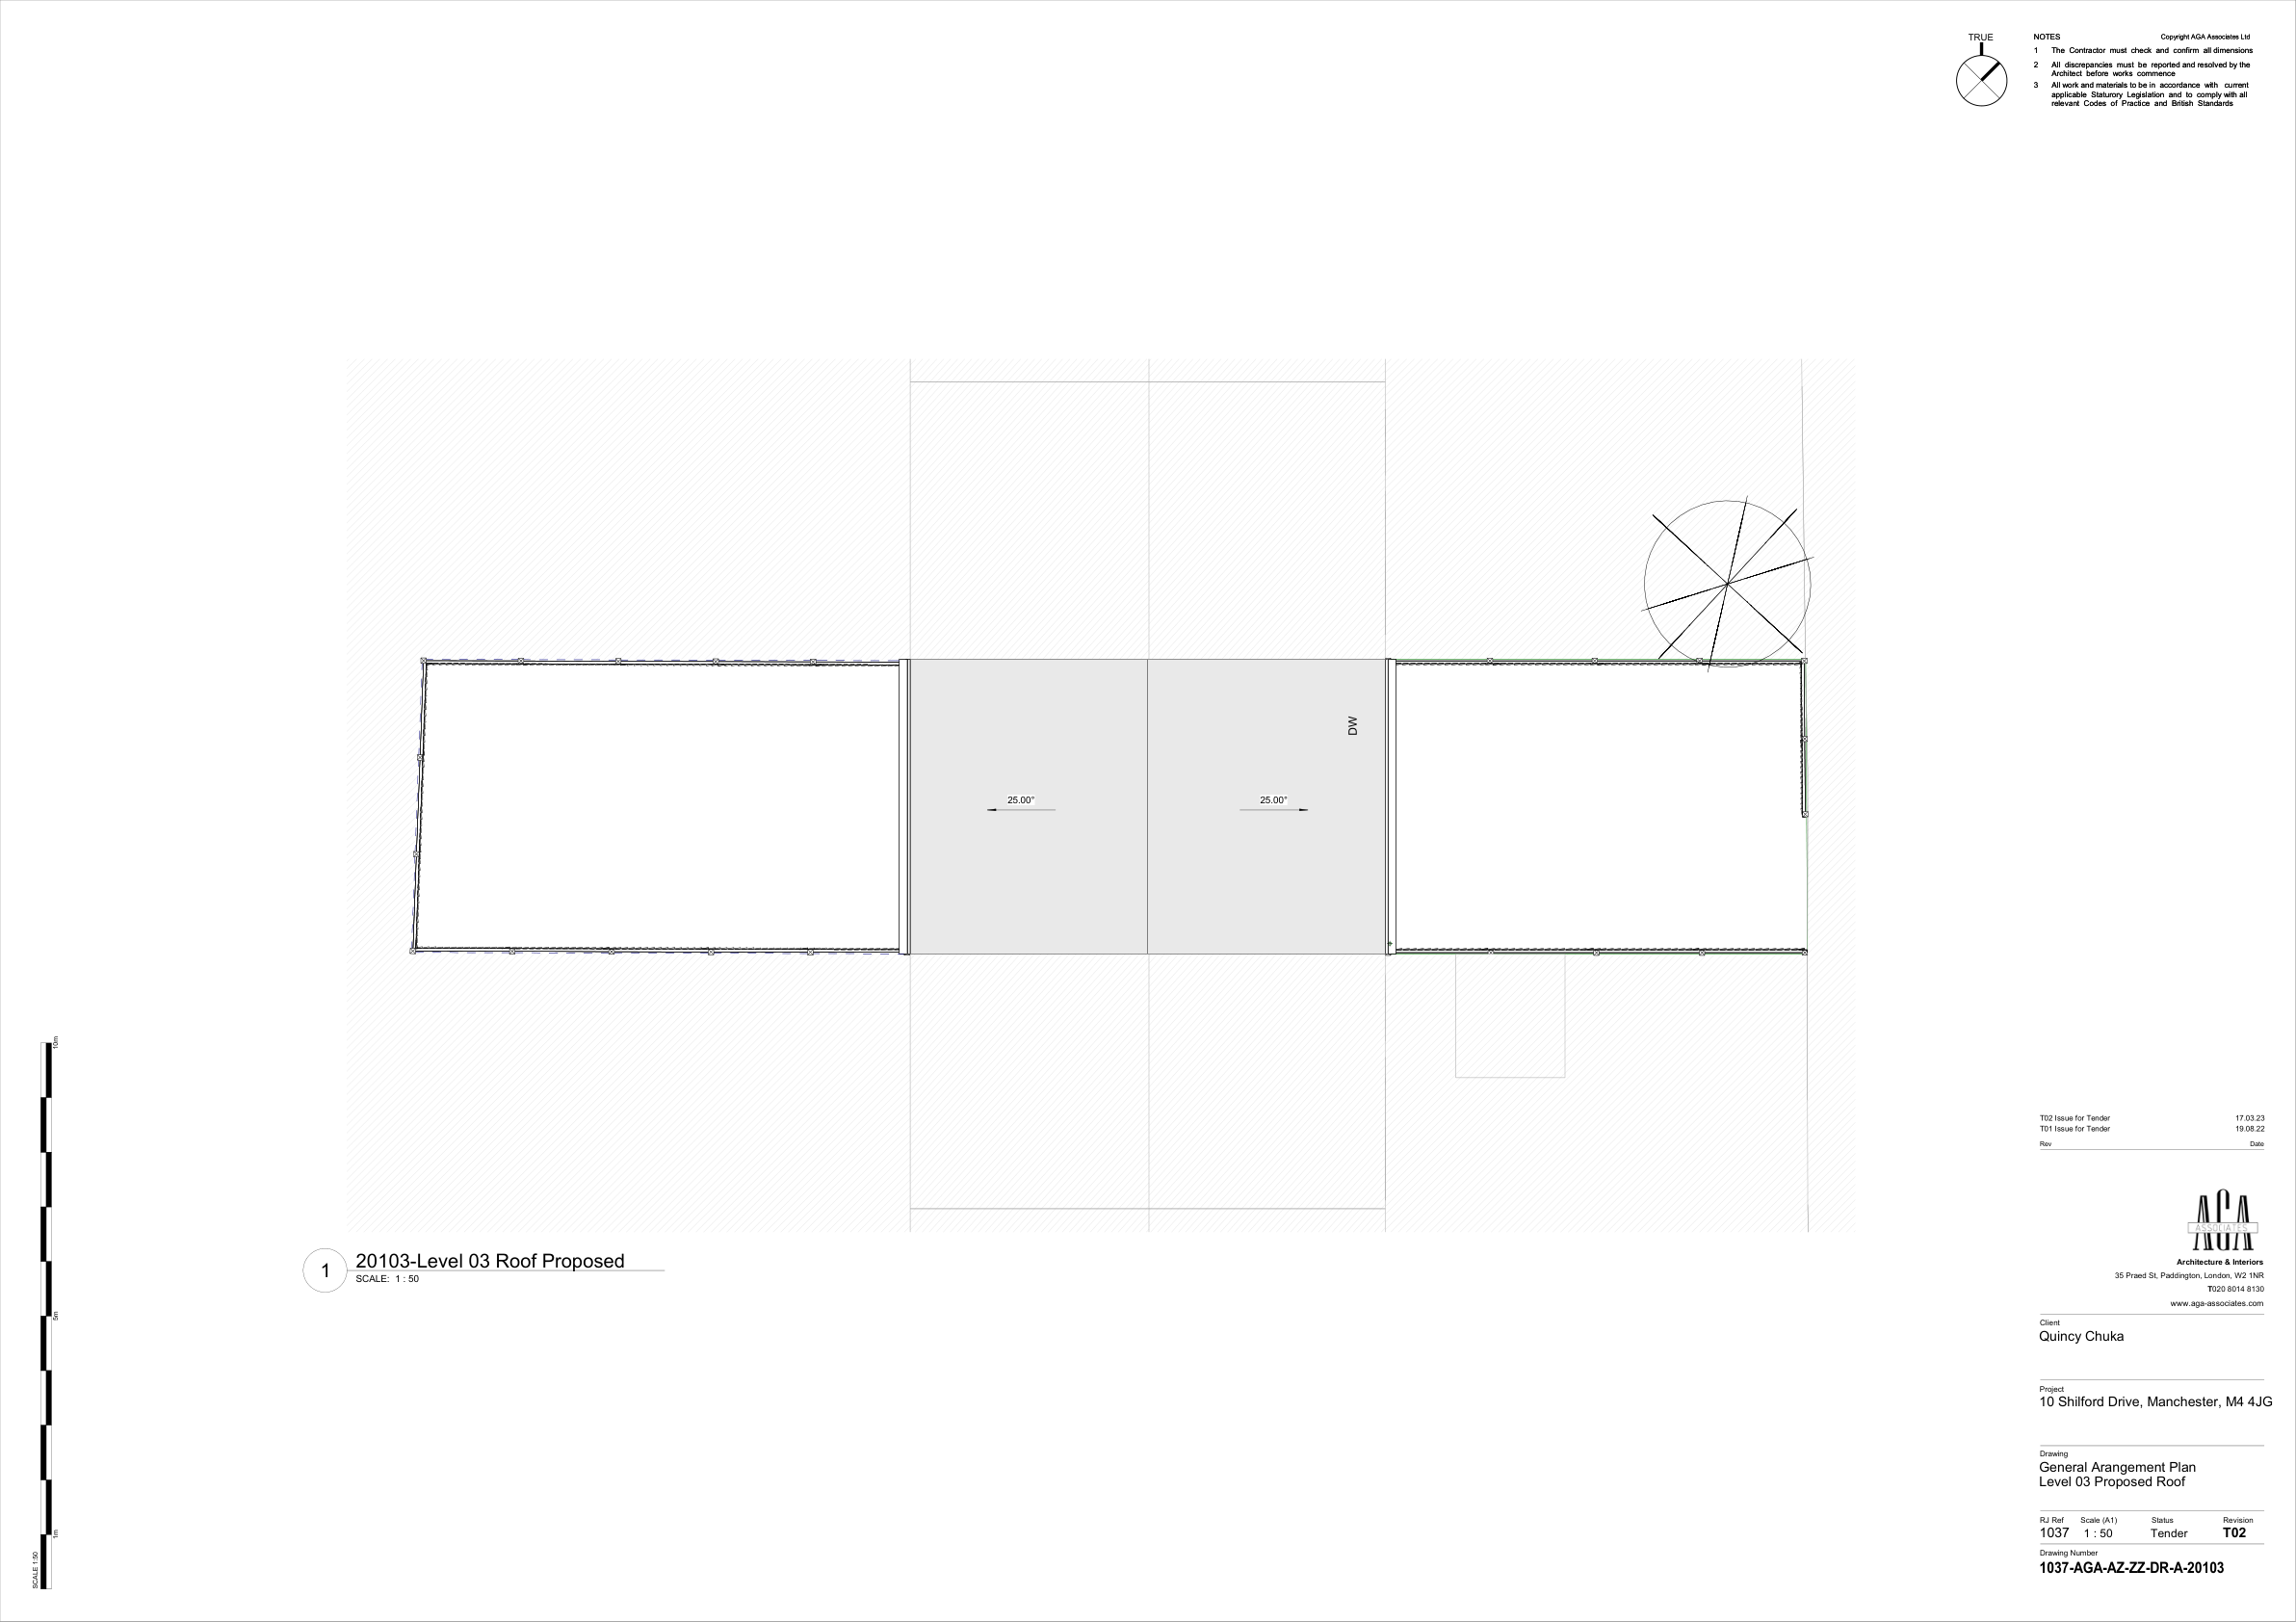 TRUE
NOTES
Copyright AGA Associates Ltd
1 The Contractor must check and confirm all dimensions
2 All discrepancies must be reported and resolved by the
Architect before works commence
3 All work and materials to be in accordance with current
applicable Staturory Legislation and to comply with all
relevant Codes of Practice and British Standards
DW
25.00°
25.00°
10m
5m
1m
SCALE 1:50
1
20103-Level 03 Roof Proposed
SCALE: 1 : 50
T02 Issue for Tender 17.03.23
T01 Issue for Tender 19.08.22
Rev Date
AGA
ASSOCIATES
Architecture & Interiors
35 Praed St, Paddington, London, W2 1NR
T020 8014 8130
www.aga-associates.com
Client
Quincy Chuka
Project
10 Shilford Drive, Manchester, M4 4JG
Drawing
General Arangement Plan
Level 03 Proposed Roof
RJ Ref Scale (A1) Status Revision
1037 1 : 50 Tender T02
Drawing Number
1037-AGA-AZ-ZZ-DR-A-20103